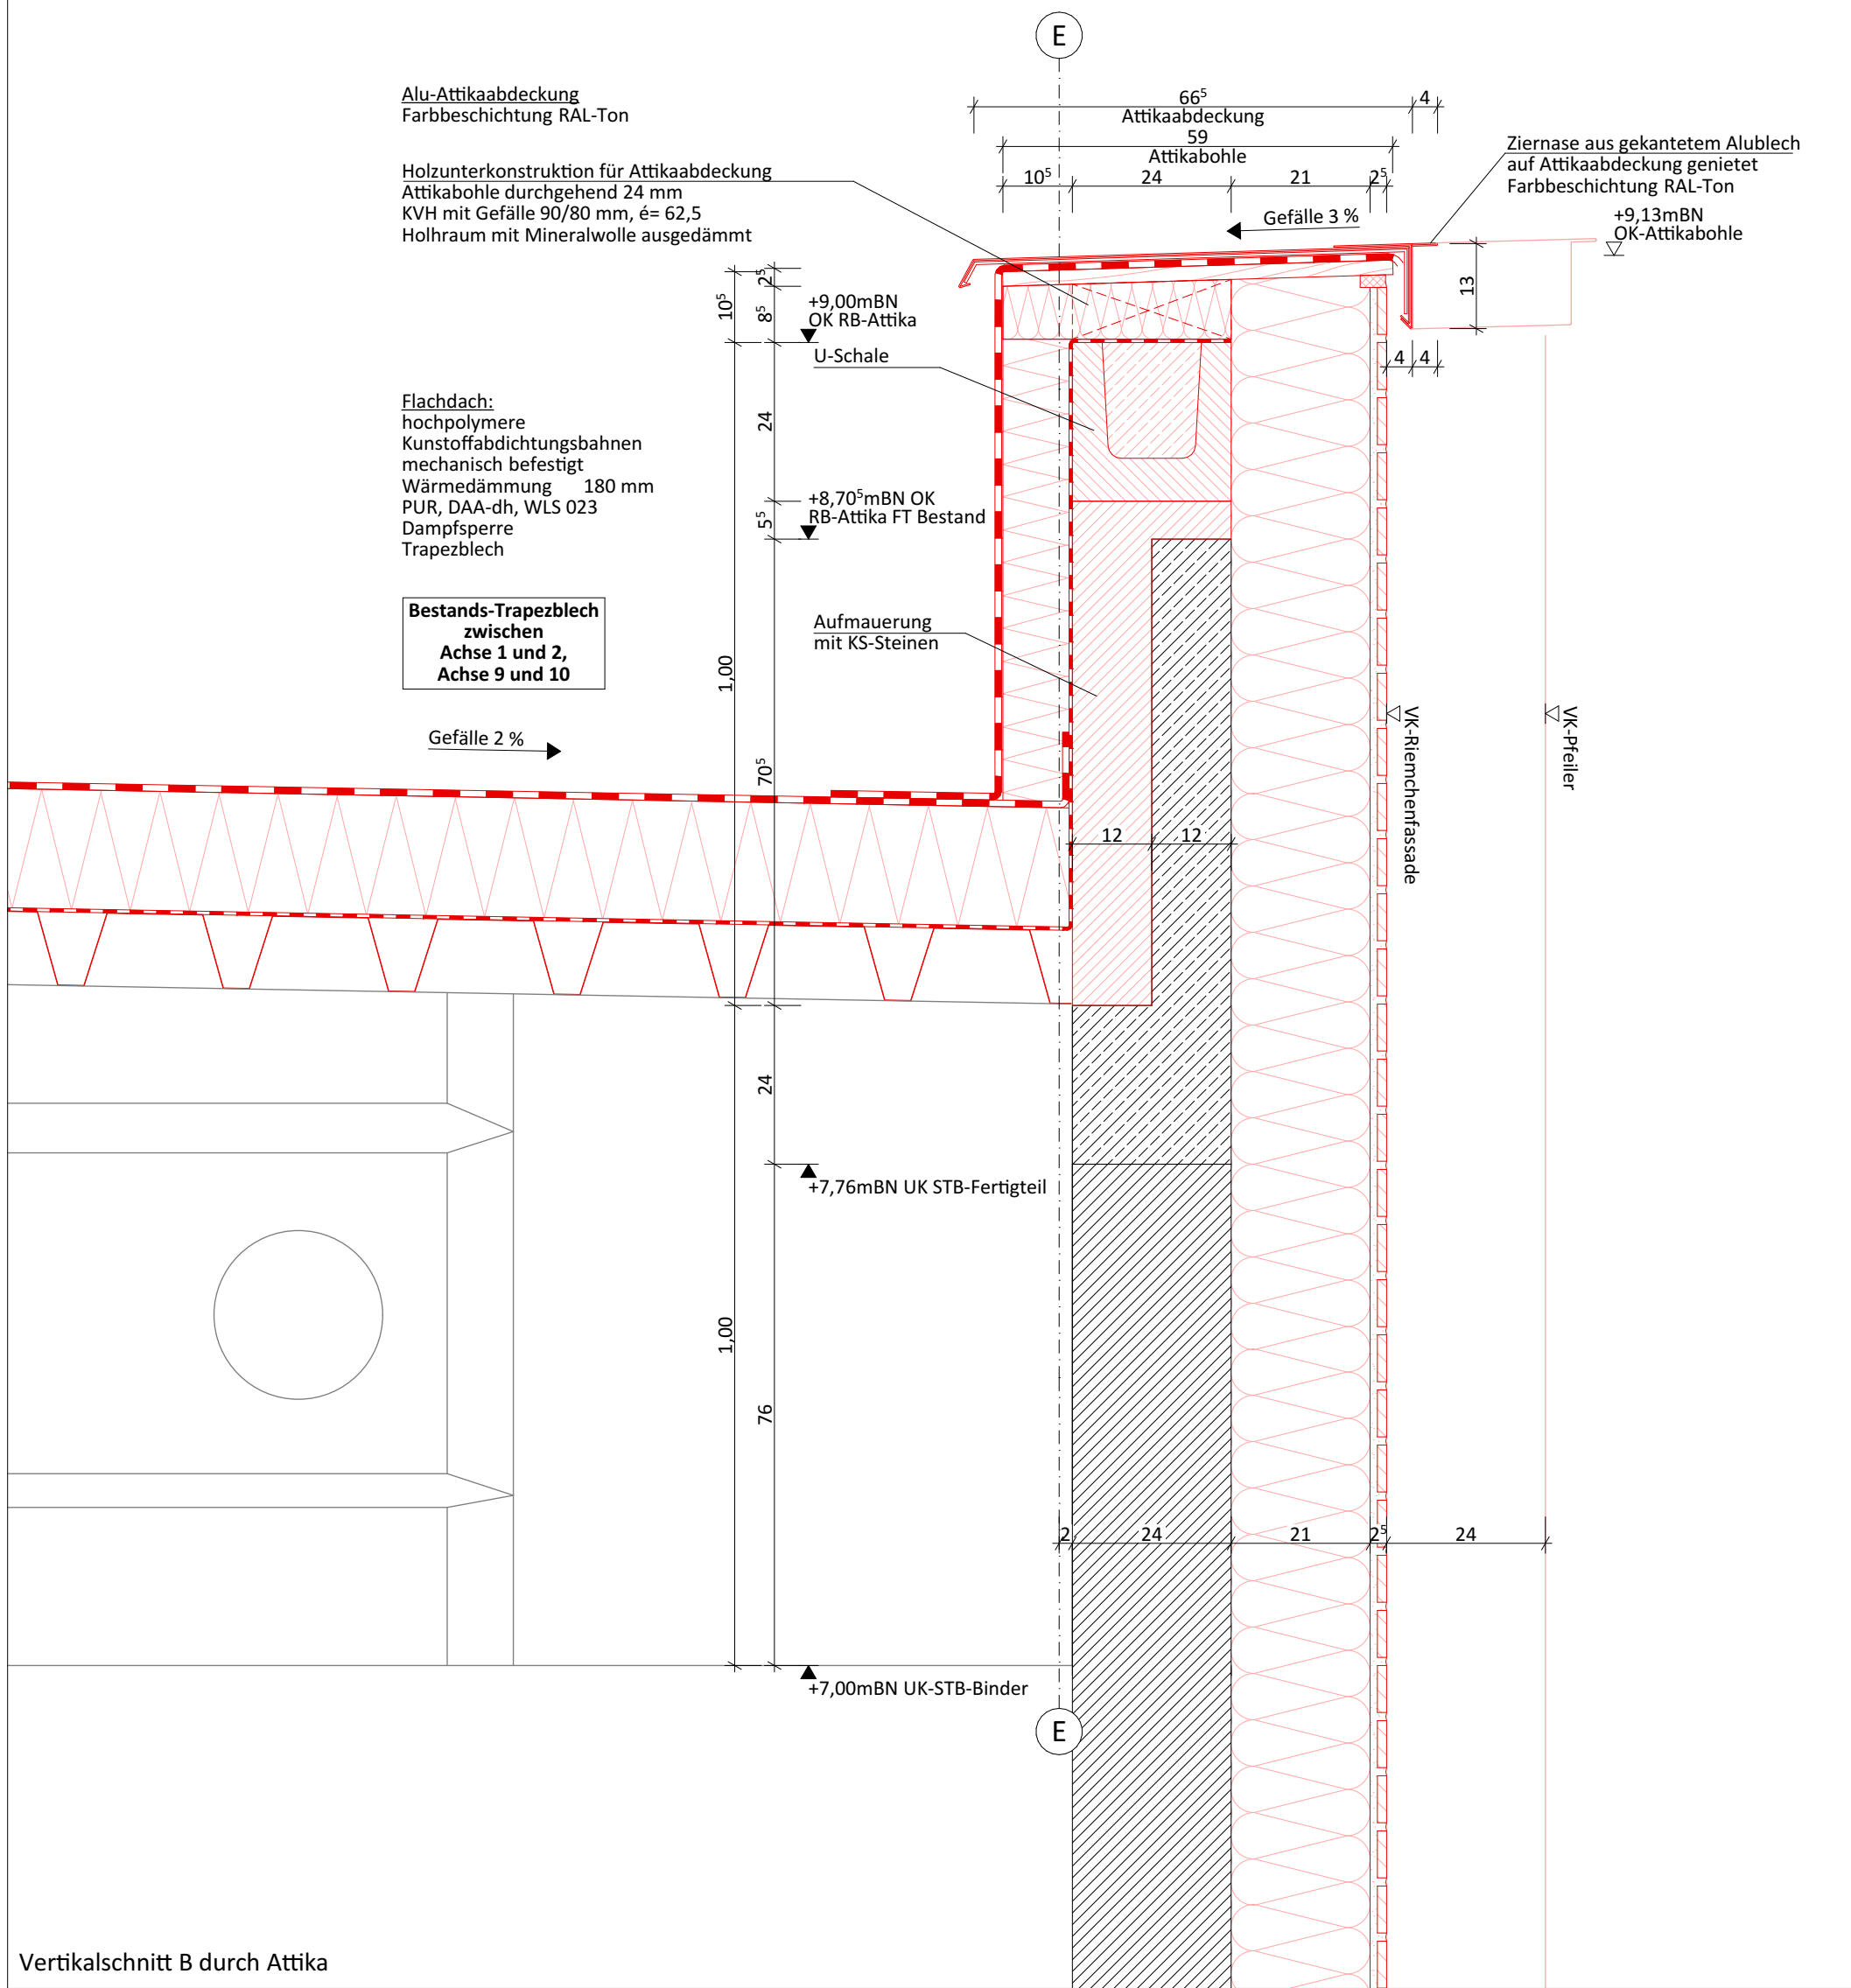 E
Alu-Attikaabdeckung
Farbbeschichtung RAL-Ton
66⁵
4
Attikaabdeckung
59
Attikabohle
10⁵
24
21
2⁵
Ziernase aus gekantetem Alublech
auf Attikaabdeckung genietet
Farbbeschichtung RAL-Ton
Holzunterkonstruktion für Attikaabdeckung
Attikabohle durchgehend 24 mm
KVH mit Gefälle 90/80 mm, é= 62,5
Holhraum mit Mineralwolle ausgedämmt
Gefälle 3 %
+9,13mBN
OK-Attikabohle
13
4
4
2⁵
10⁵
8⁵
+9,00mBN
OK RB-Attika
U-Schale
Flachdach:
hochpolymere
Kunstoffabdichtungsbahnen
mechanisch befestigt
Wärmedämmung 180 mm
PUR, DAA-dh, WLS 023
Dampfsperre
Trapezblech
24
+8,70⁵mBN OK
RB-Attika FT Bestand
5⁵
Bestands-Trapezblech
zwischen
Achse 1 und 2,
Achse 9 und 10
Aufmauerung
mit KS-Steinen
1,00
70⁵
Gefälle 2 %
VK-Riemchenfassade
VK-Pfeiler
12
12
24
+7,76mBN UK STB-Fertigteil
1,00
76
2
24
21
2⁵
24
+7,00mBN UK-STB-Binder
E
Vertikalschnitt B durch Attika